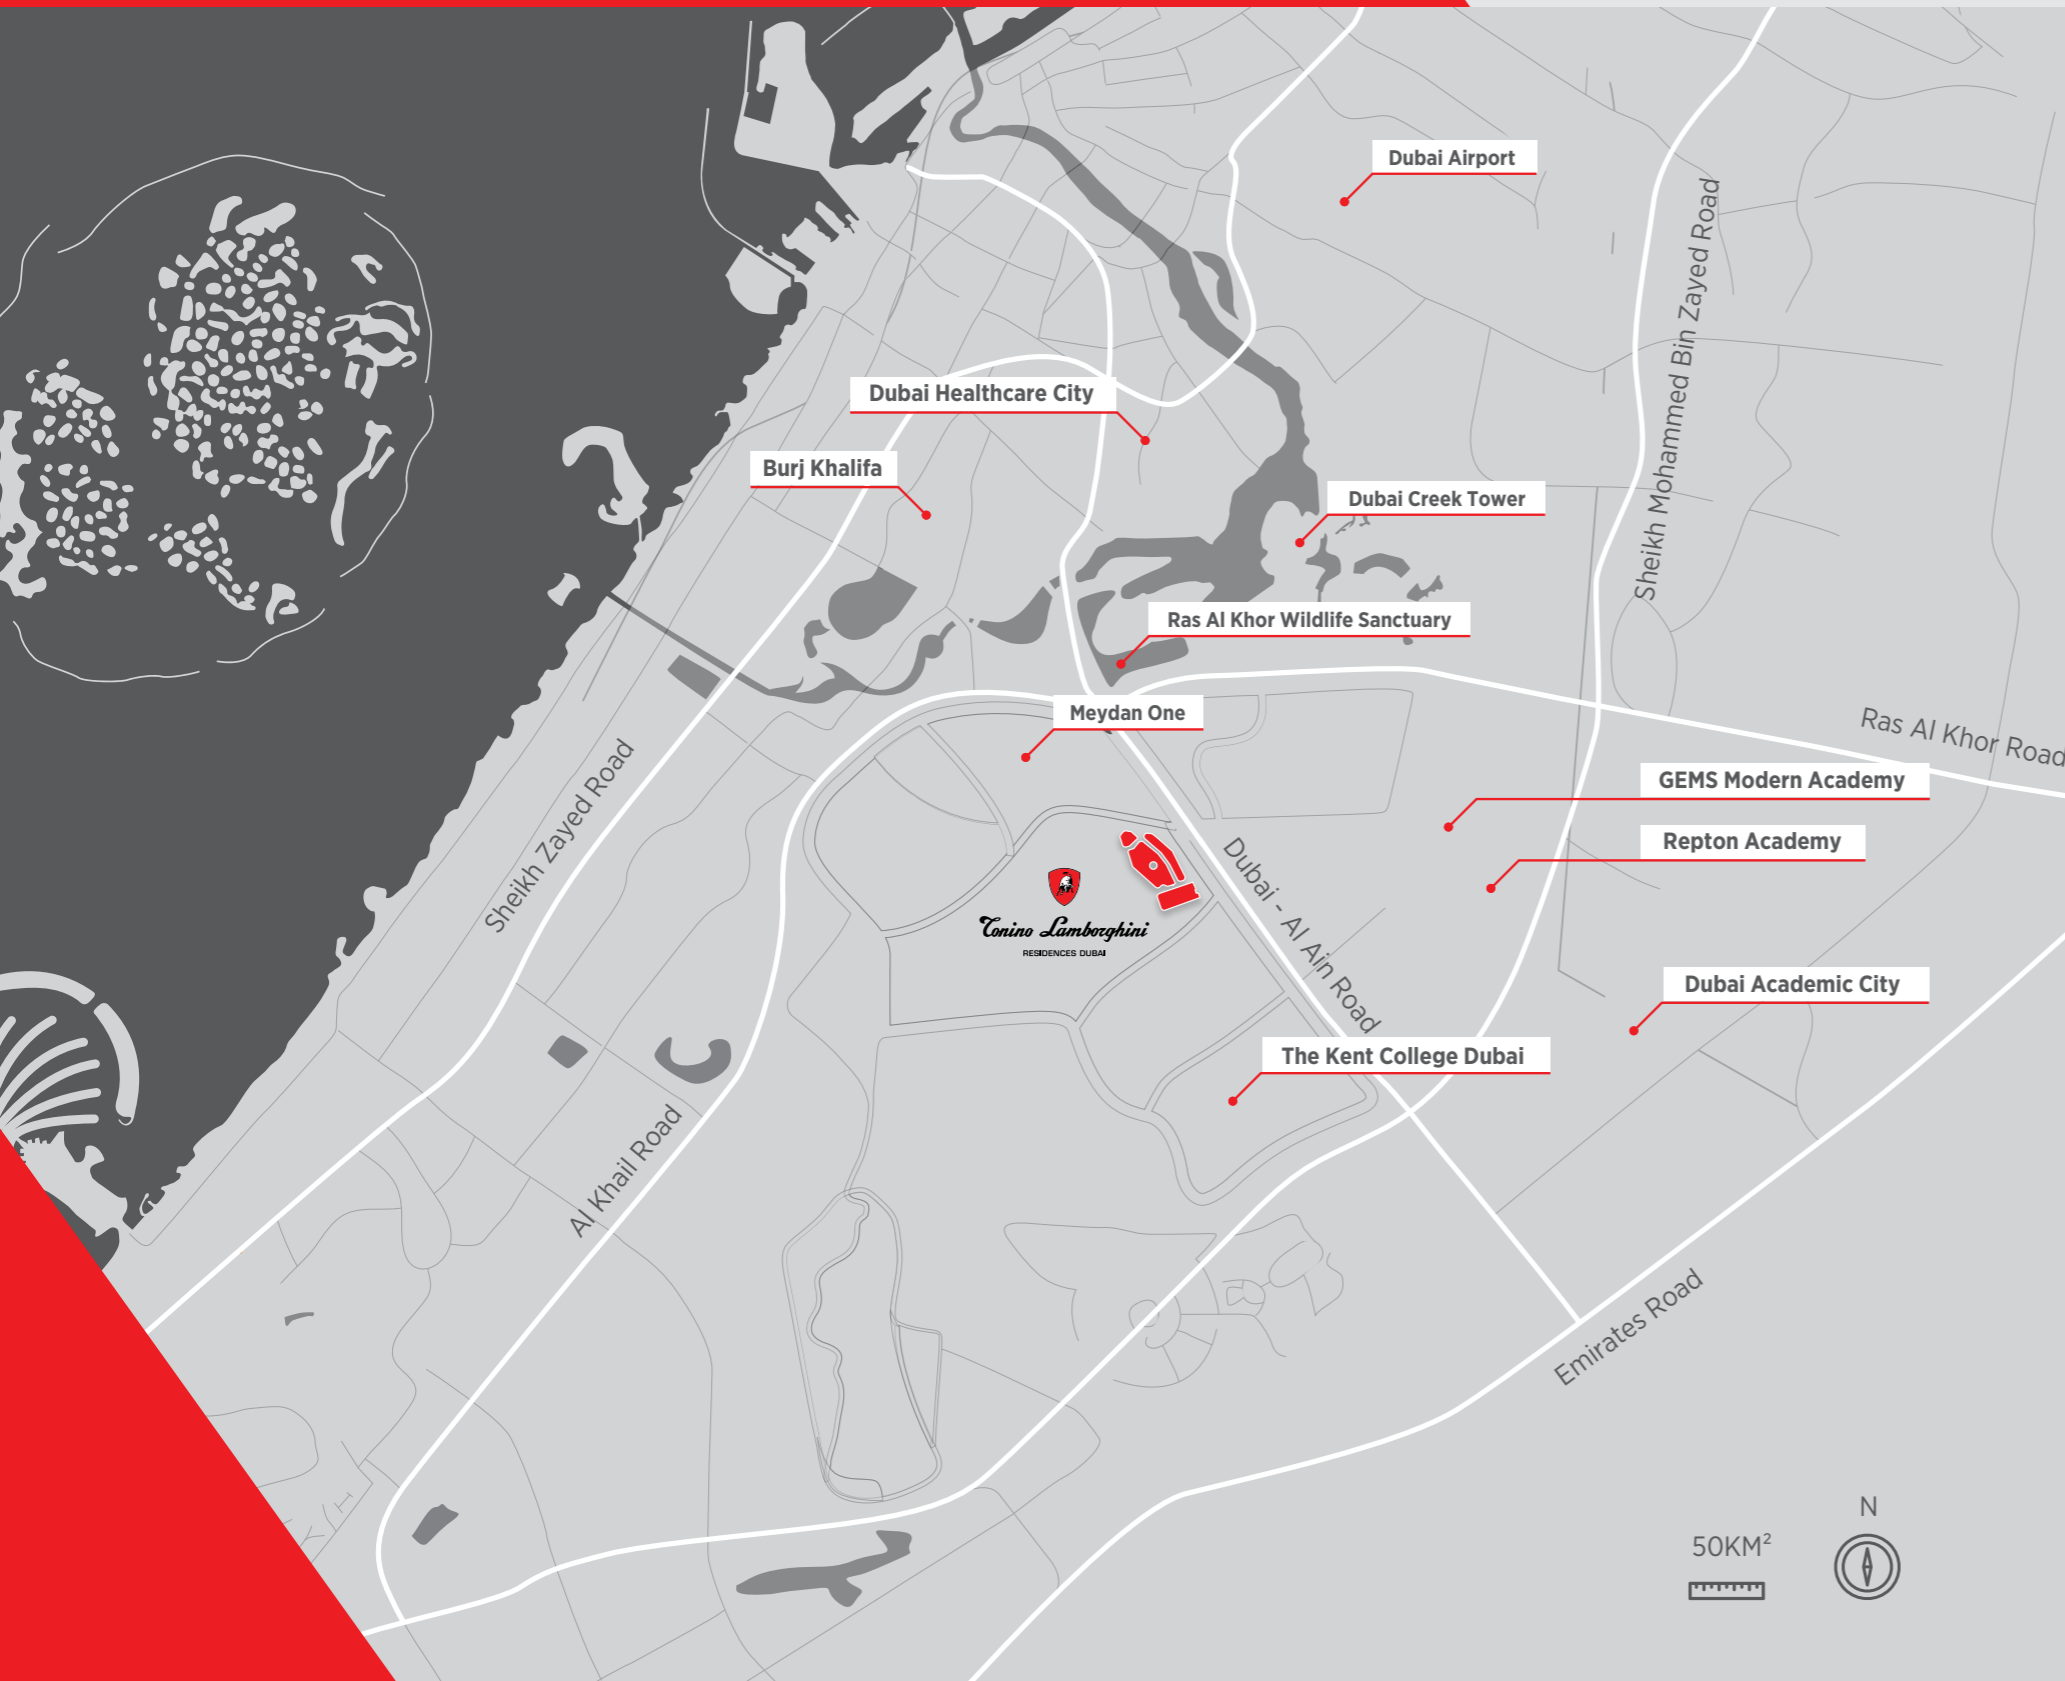 Dubai Airport
Sheikh Mohammed Bin Zayed Road
Dubai Healthcare City
Burj Khalifa
Dubai Creek Tower
Ras Al Khor Wildlife Sanctuary
Meydan One
Ras Al Khor Road
GEMS Modern Academy
Sheikh Zayed Road
Repton Academy
Dubai - Al Ain Road
Tonino Lamborghini
RESIDENCES DUBAI
Dubai Academic City
The Kent College Dubai
Al Khail Road
Emirates Road
N
50KM²